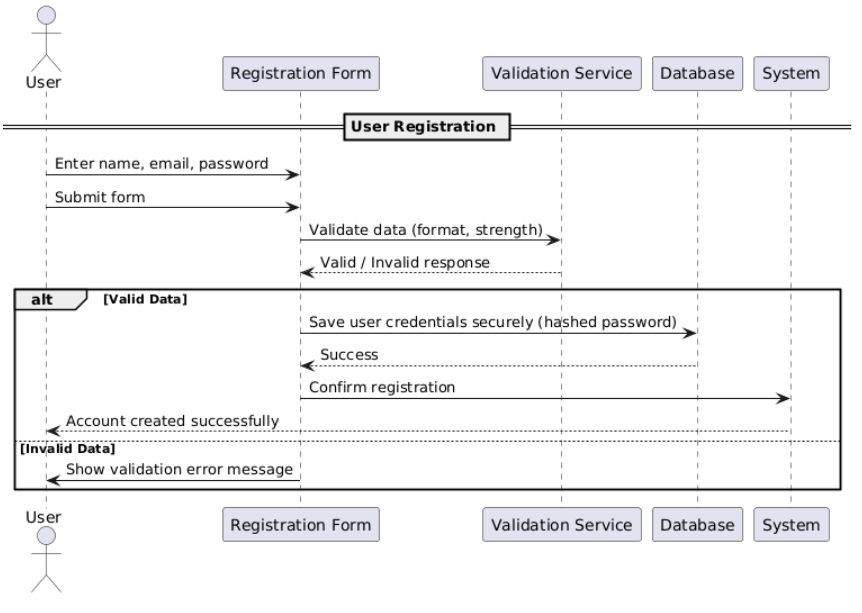 User
Registration Form
Validation Service
Database
System
User Registration
Enter name, email, password
Submit form
Validate data (format, strength)
Valid / Invalid response
alt
[Valid Data]
Save user credentials securely (hashed password)
Success
Confirm registration
Account created successfully
[Invalid Data]
Show validation error message
User
Registration Form
Validation Service
Database
System